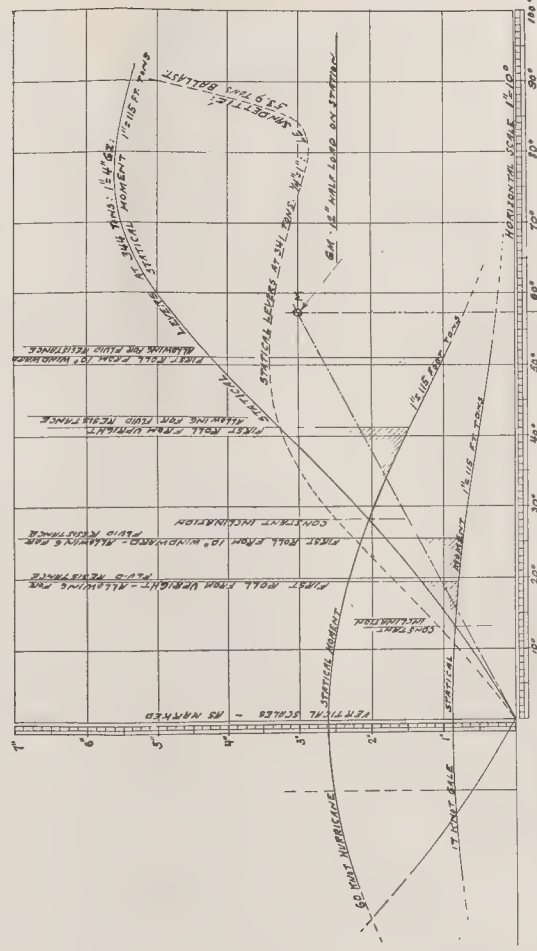 7"
6"
5"
4"
3"
2"
1"
VERTICAL SCALES - AS MARKED
10°
20°
30°
40°
50°
60°
70°
80°
90°
100°
HORIZONTAL SCALE 1"=10°
LEVERS AT 344 TONS: 1"=4" GZ:
STATICAL MOMENT 1"=115 FT. TONS
STATICAL
53.9 TONS BALLAST
STATICAL LEVERS AT 341 TONS: ¼"=1":
GM - 12" HALF LOAD ON STATION
M
FIRST ROLL FROM 10° WINDWARD
ALLOWING FOR FLUID RESISTANCE
FIRST ROLL FROM UPRIGHT
ALLOWING FOR FLUID RESISTANCE
CONSTANT INCLINATION
FIRST ROLL FROM 10° WINDWARD - ALLOWING FOR
FLUID RESISTANCE
FIRST ROLL FROM UPRIGHT - ALLOWING FOR
FLUID RESISTANCE
CONSTANT
INCLINATION
60 KNOT HURRICANE
STATICAL MOMENT
1"=115 FOOT TONS
17 KNOT GALE
STATICAL
MOMENT
1"=115 FT. TONS